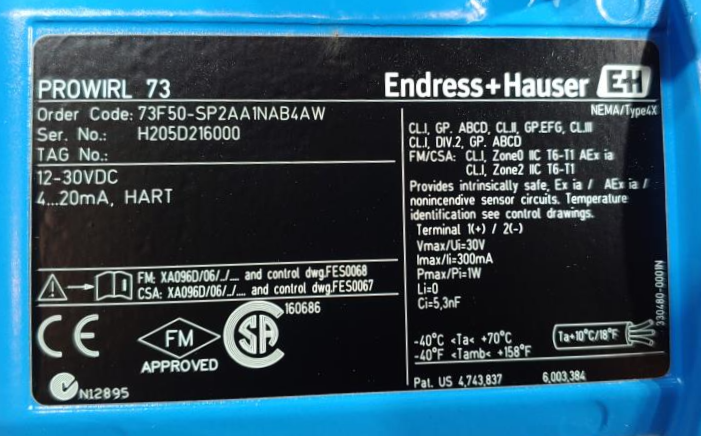 PROWIRL 73
Endress+Hauser E+H
Order Code: 73F50-SP2AA1NAB4AW
Ser. No.: H205D216000
TAG No.:
12-30VDC
4...20mA, HART
FM: XA096D/06/../.... and control dwg.FES0068
CSA: XA096D/06/../.... and control dwg.FES0067
CE
FM
APPROVED
SA
160686
N12895
NEMA/Type4X
CL.I, GP. ABCD, CL.II, GP.EFG, CL.III
CL.I, DIV.2, GP. ABCD
FM/CSA: CL.I, Zone0 IIC T6-T1 AEx ia
CL.I, Zone2 IIC T6-T1
Provides intrinsically safe, Ex ia / AEx ia /
nonincendive sensor circuits. Temperature
identification see control drawings.
Terminal 1(+) / 2(-)
Vmax/Ui=30V
Imax/Ii=300mA
Pmax/Pi=1W
Li=0
Ci=5,3nF
-40°C <Ta< +70°C
-40°F <Tamb< +158°F
Ta+10°C/18°F
Pat. US 4,743,837 6,003,384
330480-0001N